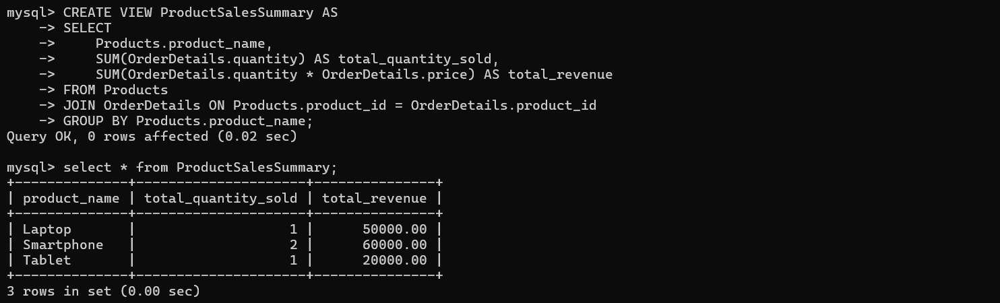 mysql> CREATE VIEW ProductSalesSummary AS
    -> SELECT
    ->     Products.product_name,
    ->     SUM(OrderDetails.quantity) AS total_quantity_sold,
    ->     SUM(OrderDetails.quantity * OrderDetails.price) AS total_revenue
    -> FROM Products
    -> JOIN OrderDetails ON Products.product_id = OrderDetails.product_id
    -> GROUP BY Products.product_name;
Query OK, 0 rows affected (0.02 sec)

mysql> select * from ProductSalesSummary;
+--------------+---------------------+---------------+
| product_name | total_quantity_sold | total_revenue |
+--------------+---------------------+---------------+
| Laptop       |                   1 |      50000.00 |
| Smartphone   |                   2 |      60000.00 |
| Tablet       |                   1 |      20000.00 |
+--------------+---------------------+---------------+
3 rows in set (0.00 sec)